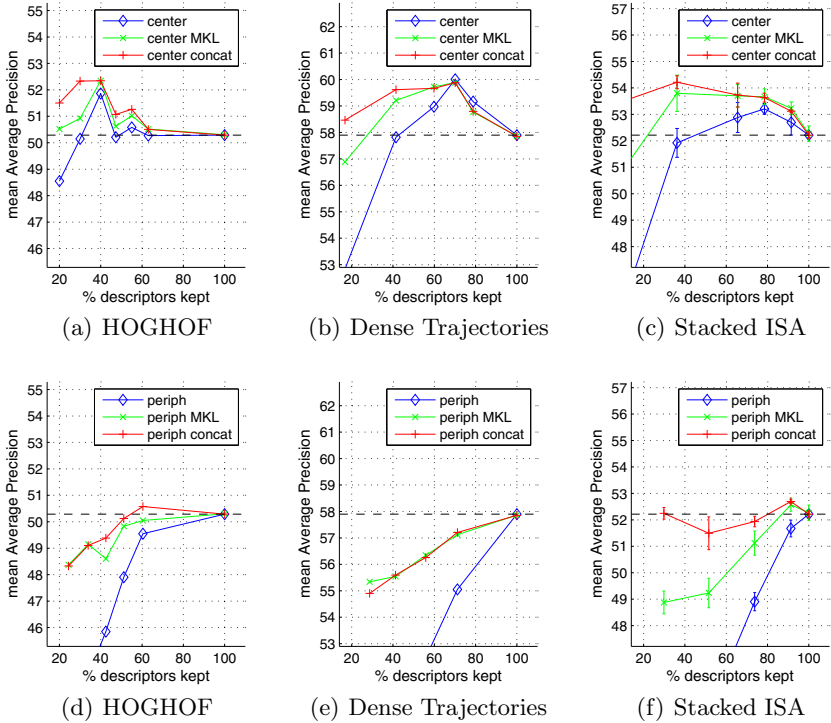 55
54
53
52
51
50
49
48
47
46
mean Average Precision
20 40 60 80 100
% descriptors kept
center
center MKL
center concat
(a) HOGHOF
62
61
60
59
58
57
56
55
54
53
mean Average Precision
20 40 60 80 100
% descriptors kept
center
center MKL
center concat
(b) Dense Trajectories
57
56
55
54
53
52
51
50
49
48
mean Average Precision
20 40 60 80 100
% descriptors kept
center
center MKL
center concat
(c) Stacked ISA
55
54
53
52
51
50
49
48
47
46
mean Average Precision
20 40 60 80 100
% descriptors kept
periph
periph MKL
periph concat
(d) HOGHOF
62
61
60
59
58
57
56
55
54
53
mean Average Precision
20 40 60 80 100
% descriptors kept
periph
periph MKL
periph concat
(e) Dense Trajectories
57
56
55
54
53
52
51
50
49
48
mean Average Precision
20 40 60 80 100
% descriptors kept
periph
periph MKL
periph concat
(f) Stacked ISA